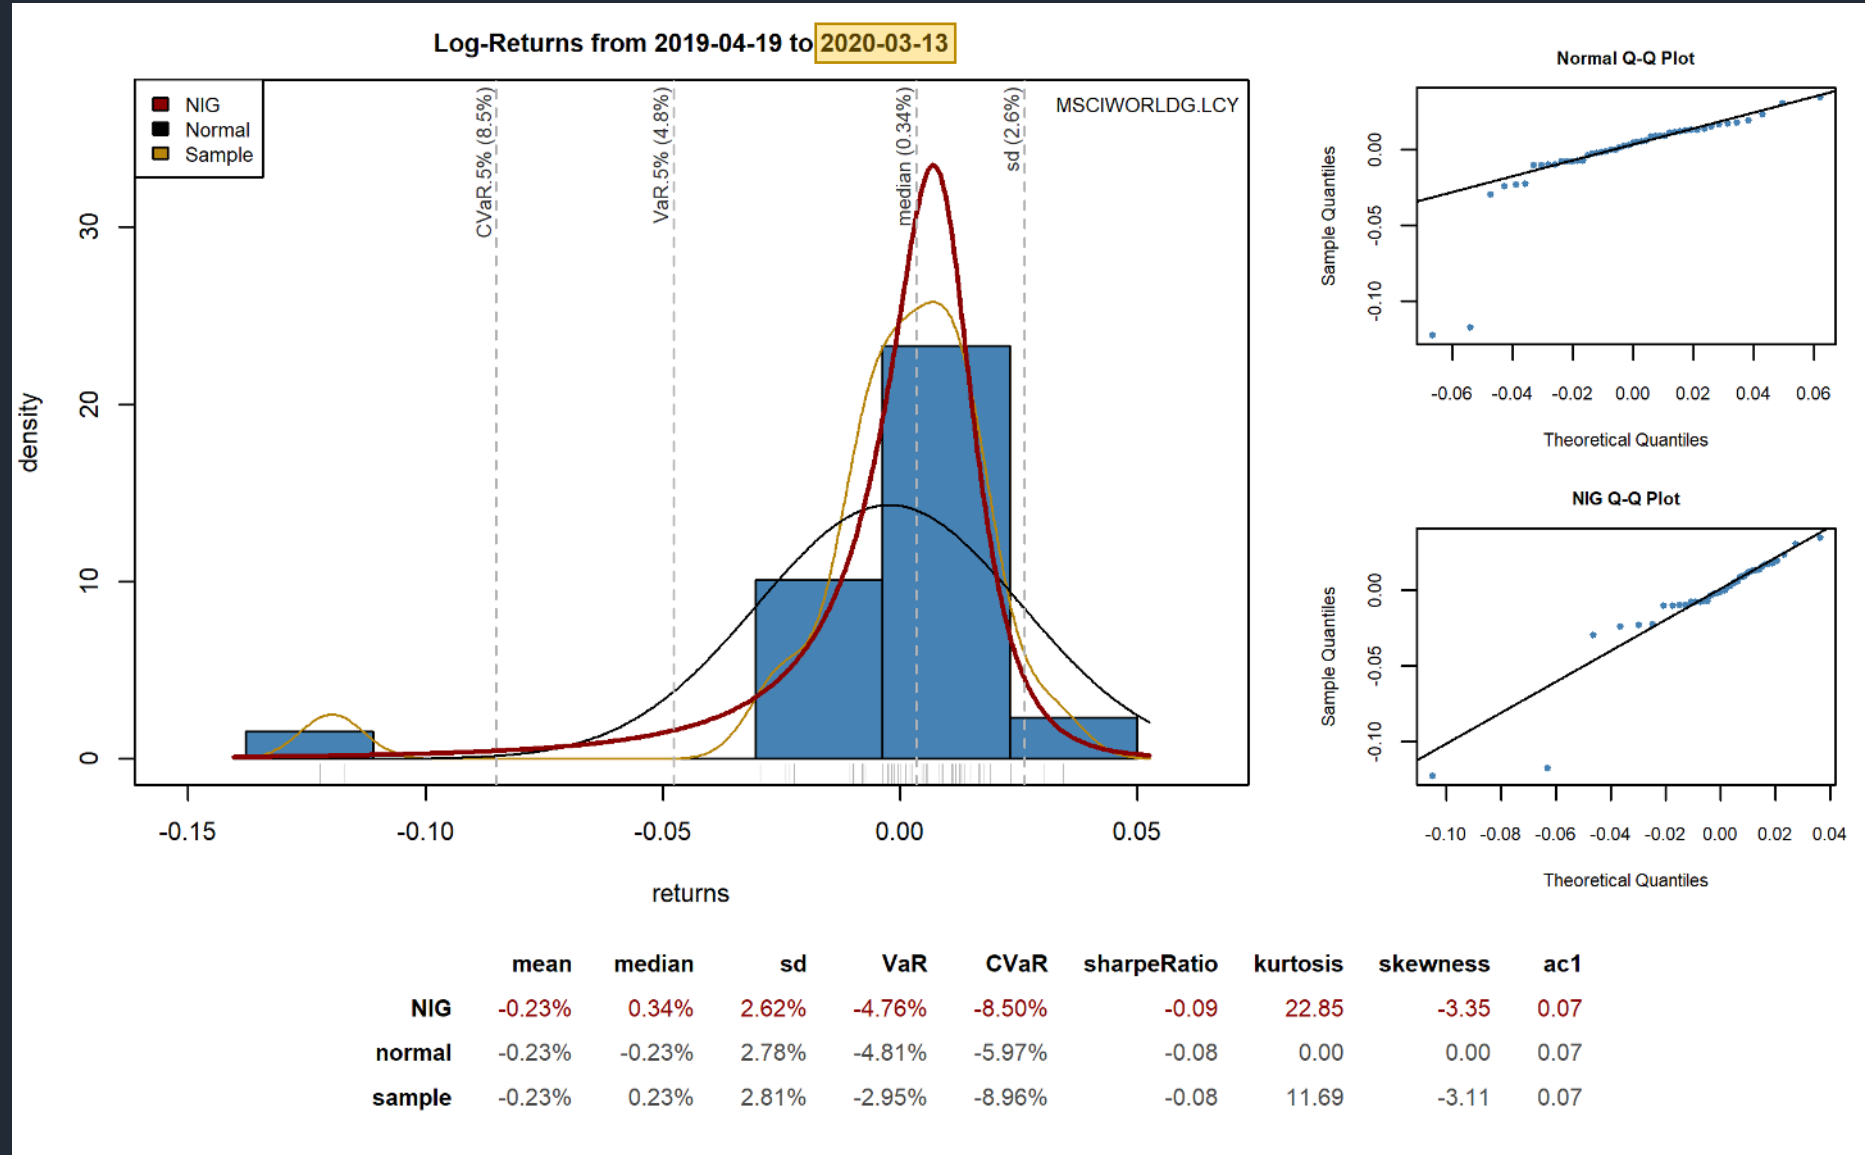 Log-Returns from 2019-04-19 to 2020-03-13
NIG
Normal
Sample
CVaR.5% (8.5%)
VaR.5% (4.8%)
median (0.34%)
sd (2.6%)
MSCIWORLDG.LCY
density
30
20
10
0
-0.15 -0.10 -0.05 0.00 0.05
returns
Normal Q-Q Plot
Sample Quantiles
0.00
-0.05
-0.10
-0.06 -0.04 -0.02 0.00 0.02 0.04 0.06
Theoretical Quantiles
NIG Q-Q Plot
Sample Quantiles
0.00
-0.05
-0.10
-0.10 -0.08 -0.06 -0.04 -0.02 0.00 0.02 0.04
Theoretical Quantiles
mean median sd VaR CVaR sharpeRatio kurtosis skewness ac1
NIG -0.23% 0.34% 2.62% -4.76% -8.50% -0.09 22.85 -3.35 0.07
normal -0.23% -0.23% 2.78% -4.81% -5.97% -0.08 0.00 0.00 0.07
sample -0.23% 0.23% 2.81% -2.95% -8.96% -0.08 11.69 -3.11 0.07